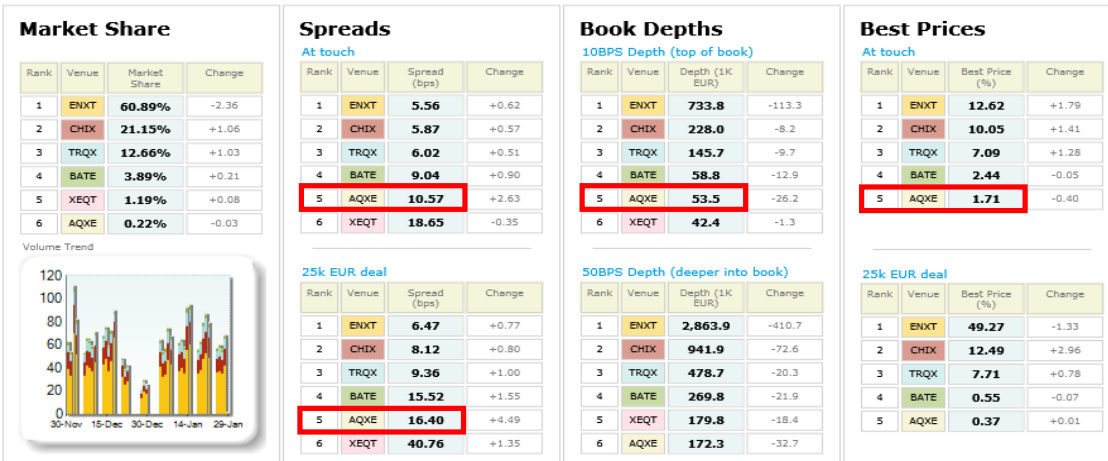 Market Share
Rank Venue Market Share Change
1 ENXT 60.89% -2.36
2 CHIX 21.15% +1.06
3 TRQX 12.66% +1.03
4 BATE 3.89% +0.21
5 XEQT 1.19% +0.08
6 AQXE 0.22% -0.03
Volume Trend
120
100
80
60
40
20
0
30-Nov 15-Dec 30-Dec 14-Jan 29-Jan
Spreads
At touch
Rank Venue Spread (bps) Change
1 ENXT 5.56 +0.62
2 CHIX 5.87 +0.57
3 TRQX 6.02 +0.51
4 BATE 9.04 +0.90
5 AQXE 10.57 +2.63
6 XEQT 18.65 -0.35
25k EUR deal
Rank Venue Spread (bps) Change
1 ENXT 6.47 +0.77
2 CHIX 8.12 +0.80
3 TRQX 9.36 +1.00
4 BATE 15.52 +1.55
5 AQXE 16.40 +4.49
6 XEQT 40.76 +1.35
Book Depths
10BPS Depth (top of book)
Rank Venue Depth (1K EUR) Change
1 ENXT 733.8 -113.3
2 CHIX 228.0 -8.2
3 TRQX 145.7 -9.7
4 BATE 58.8 -12.9
5 AQXE 53.5 -26.2
6 XEQT 42.4 -1.3
50BPS Depth (deeper into book)
Rank Venue Depth (1K EUR) Change
1 ENXT 2,863.9 -410.7
2 CHIX 941.9 -72.6
3 TRQX 478.7 -20.3
4 BATE 269.8 -21.9
5 XEQT 179.8 -18.4
6 AQXE 172.3 -32.7
Best Prices
At touch
Rank Venue Best Price (%) Change
1 ENXT 12.62 +1.79
2 CHIX 10.05 +1.41
3 TRQX 7.09 +1.28
4 BATE 2.44 -0.05
5 AQXE 1.71 -0.40
25k EUR deal
Rank Venue Best Price (%) Change
1 ENXT 49.27 -1.33
2 CHIX 12.49 +2.96
3 TRQX 7.71 +0.78
4 BATE 0.55 -0.07
5 AQXE 0.37 +0.01